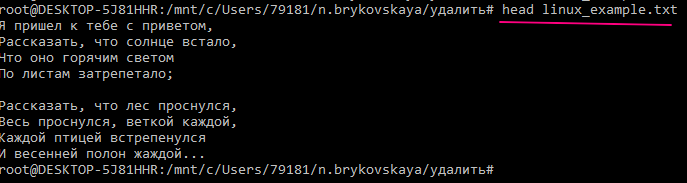 root@DESKTOP-5J81HHR:/mnt/c/Users/79181/n.brykovskaya/удалить# head linux_example.txt
Я пришел к тебе с приветом,
Рассказать, что солнце встало,
Что оно горячим светом
По листам затрепетало;

Рассказать, что лес проснулся,
Весь проснулся, веткой каждой,
Каждой птицей встрепенулся
И весенней полон жаждой...
root@DESKTOP-5J81HHR:/mnt/c/Users/79181/n.brykovskaya/удалить#